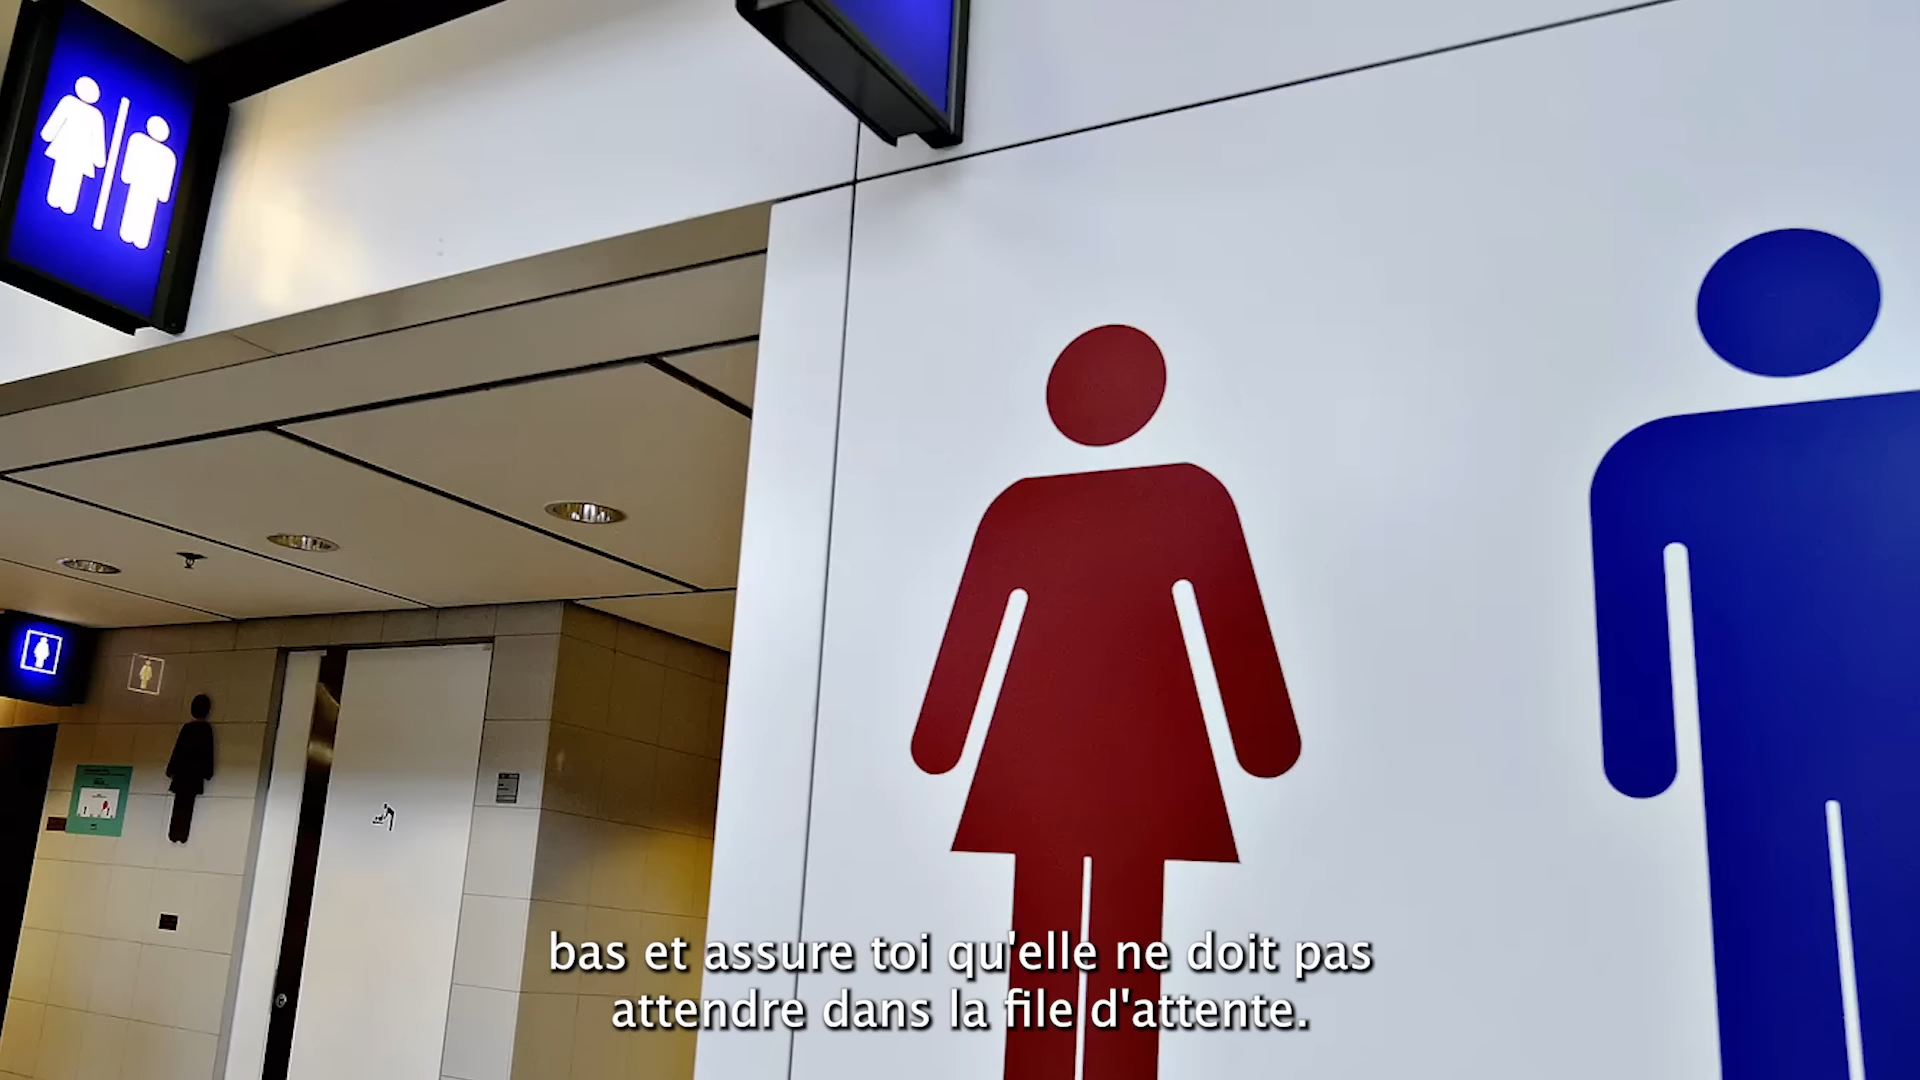 bas et assure toi qu'elle ne doit pas
attendre dans la file d'attente.